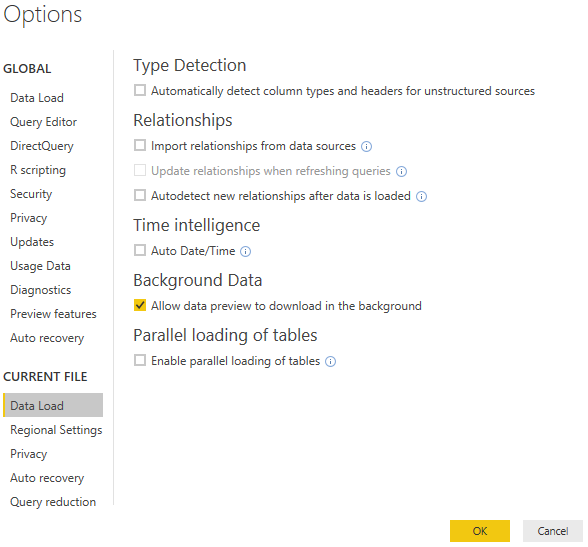 Options
GLOBAL
Data Load
Query Editor
DirectQuery
R scripting
Security
Privacy
Updates
Usage Data
Diagnostics
Preview features
Auto recovery
CURRENT FILE
Data Load
Regional Settings
Privacy
Auto recovery
Query reduction
Type Detection
Automatically detect column types and headers for unstructured sources
Relationships
Import relationships from data sources
Update relationships when refreshing queries
Autodetect new relationships after data is loaded
Time intelligence
Auto Date/Time
Background Data
Allow data preview to download in the background
Parallel loading of tables
Enable parallel loading of tables
OK
Cancel